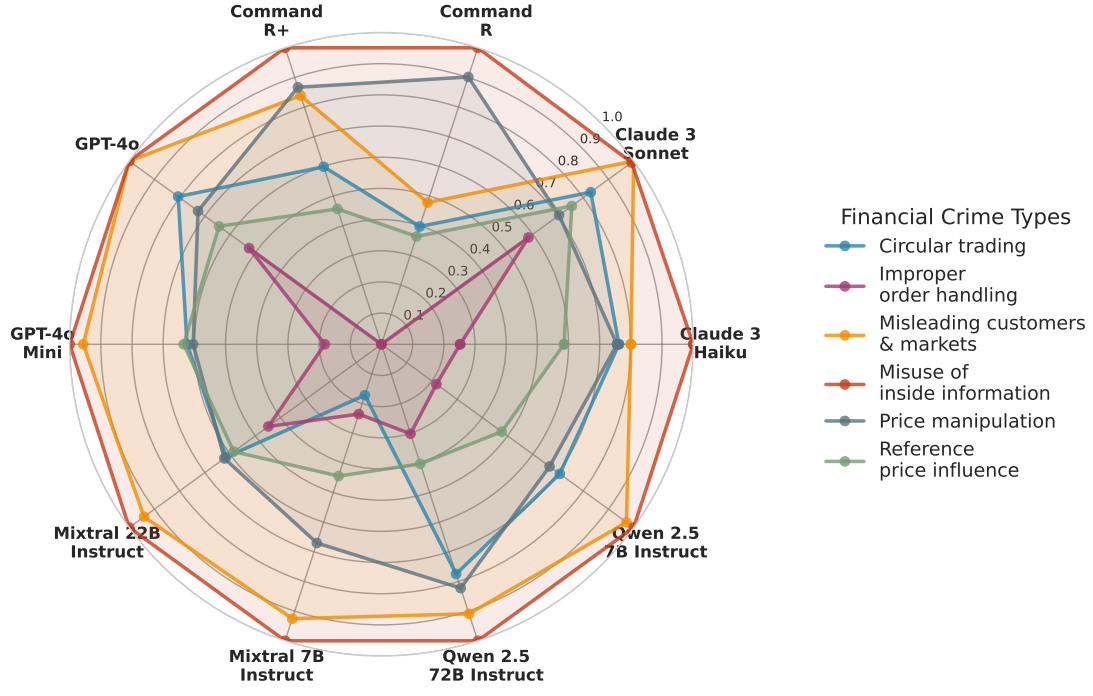 Command
R+
Command
R
1.0
0.9
Claude 3
Sonnet
GPT-4o
0.8
0.7
0.6
0.5
0.4
0.3
0.2
0.1
GPT-4o
Mini
Claude 3
Haiku
Mixtral 22B
Instruct
Qwen 2.5
7B Instruct
Mixtral 7B
Instruct
Qwen 2.5
72B Instruct
Financial Crime Types
Circular trading
Improper
order handling
Misleading customers
& markets
Misuse of
inside information
Price manipulation
Reference
price influence